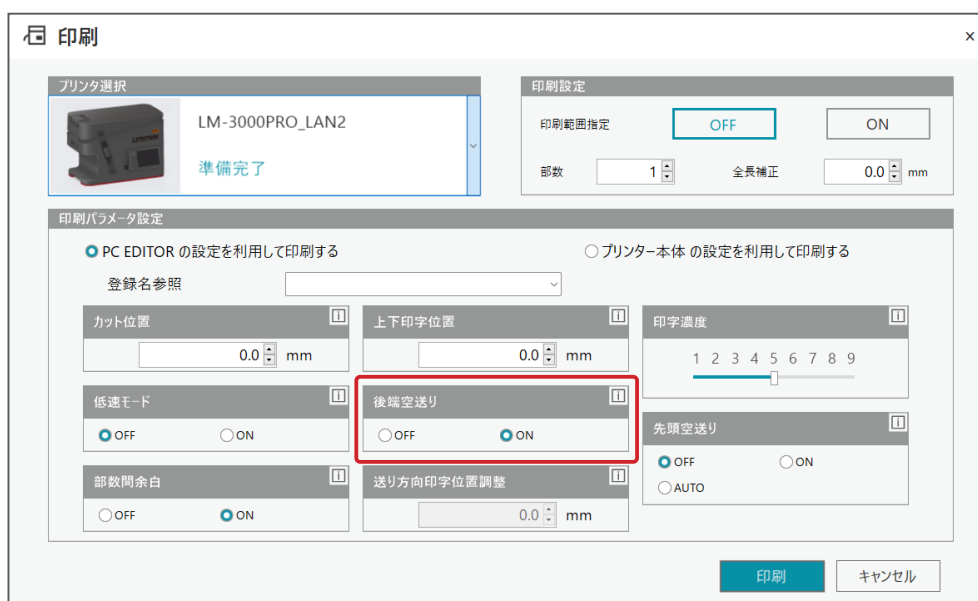 印刷
×
プリンタ選択
LM-3000PRO_LAN2
準備完了
印刷設定
印刷範囲指定 OFF ON
部数 1 全長補正 0.0 mm
印刷パラメータ設定
PC EDITOR の設定を利用して印刷する プリンター本体 の設定を利用して印刷する
登録名参照
カット位置 i
0.0 mm
上下印字位置 i
0.0 mm
印字濃度 i
1 2 3 4 5 6 7 8 9
低速モード i
OFF ON
後端空送り i
OFF ON
先頭空送り i
OFF ON
AUTO
部数間余白 i
OFF ON
送り方向印字位置調整 i
0.0 mm
印刷 キャンセル